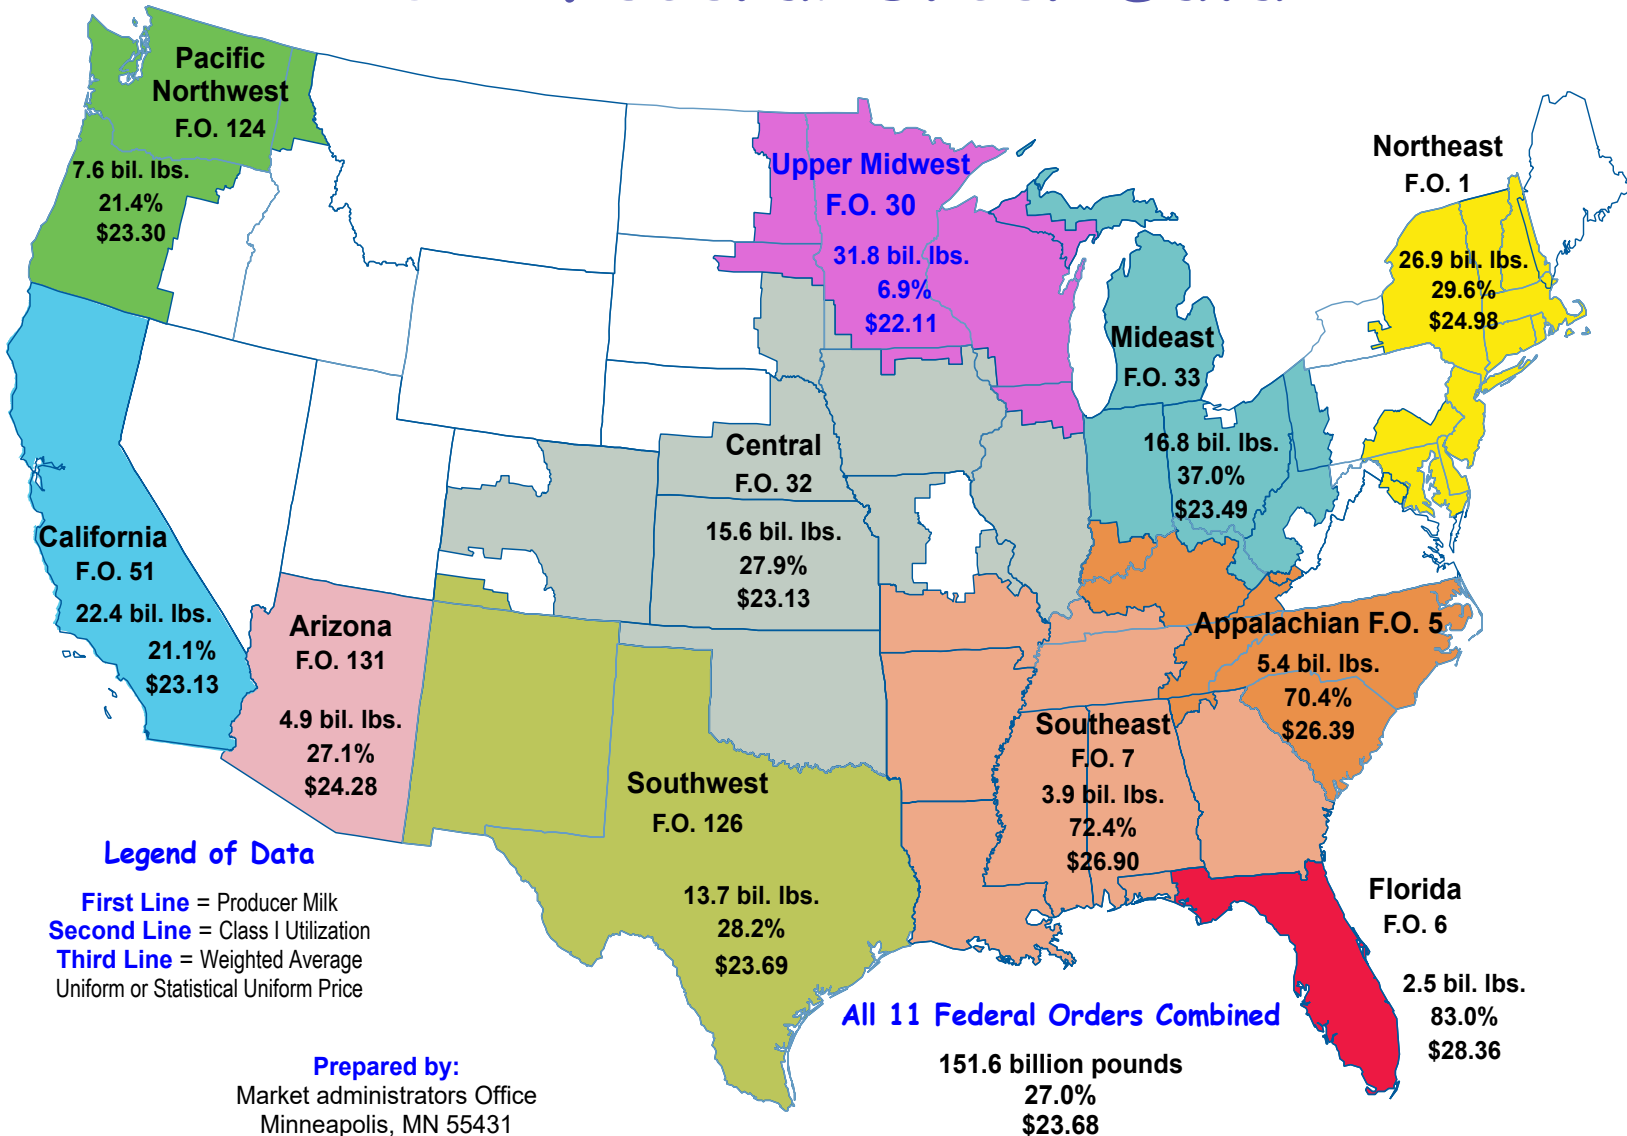 Pacific
Northwest
F.O. 124
7.6 bil. lbs.
21.4%
$23.30
Upper Midwest
F.O. 30
31.8 bil. lbs.
6.9%
$22.11
Northeast
F.O. 1
26.9 bil. lbs.
29.6%
$24.98
Mideast
F.O. 33
16.8 bil. lbs.
37.0%
$23.49
Central
F.O. 32
15.6 bil. lbs.
27.9%
$23.13
California
F.O. 51
22.4 bil. lbs.
21.1%
$23.13
Arizona
F.O. 131
4.9 bil. lbs.
27.1%
$24.28
Appalachian F.O. 5
5.4 bil. lbs.
70.4%
$26.39
Southeast
F.O. 7
3.9 bil. lbs.
72.4%
$26.90
Southwest
F.O. 126
13.7 bil. lbs.
28.2%
$23.69
Florida
F.O. 6
2.5 bil. lbs.
83.0%
$28.36
Legend of Data
First Line = Producer Milk
Second Line = Class I Utilization
Third Line = Weighted Average
Uniform or Statistical Uniform Price
All 11 Federal Orders Combined
151.6 billion pounds
27.0%
$23.68
Prepared by:
Market administrators Office
Minneapolis, MN 55431